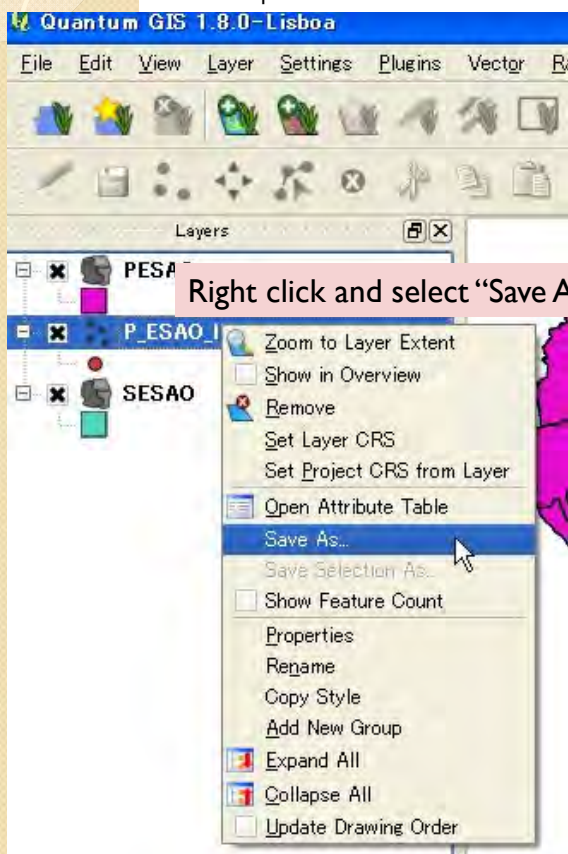 Quantum GIS 1.8.0-Lisboa
File Edit View Layer Settings Plugins Vector Ra
Layers
PESA
Right click and select “Save A
P_ESAO_
SESAO
Zoom to Layer Extent
Show in Overview
Remove
Set Layer CRS
Set Project CRS from Layer
Open Attribute Table
Save As...
Save Selection As...
Show Feature Count
Properties
Rename
Copy Style
Add New Group
Expand All
Collapse All
Update Drawing Order